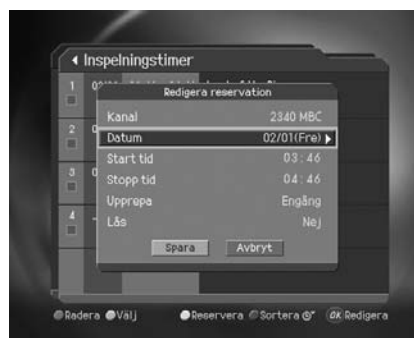 Inspelningstimer
1
Redigera reservation
Kanal 2340 MBC
Datum 02/01(Fre)
Start tid 03:46
Stopp tid 04:46
Upprepa Engång
Lås Nej
2
3
4
Spara Avbryt
Radera Välj Reservera Sortera OK Redigera